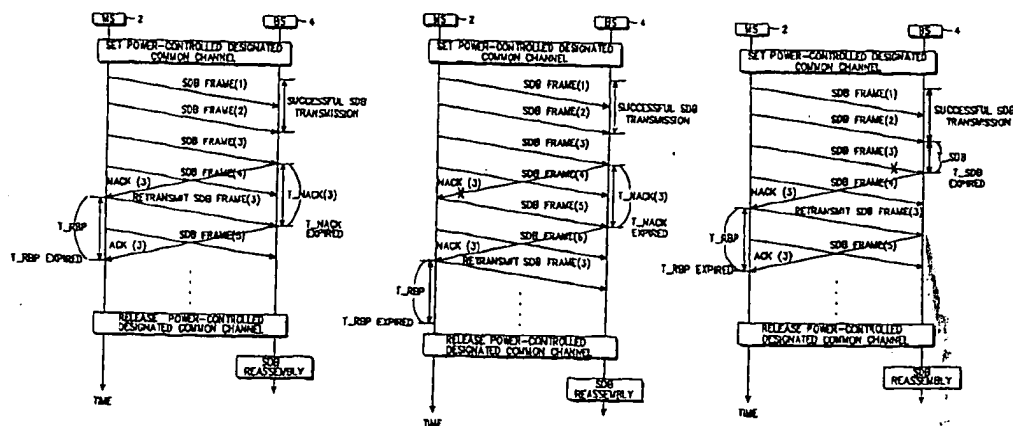 MS 2
BS 4
SET POWER-CONTROLLED DESIGNATED
COMMON CHANNEL
SDB FRAME(1)
SDB FRAME(2)
SUCCESSFUL SDB
TRANSMISSION
SDB FRAME(3)
SDB FRAME(4)
NACK (3)
T_NACK(3)
RETRANSMIT SDB FRAME(3)
T_NACK
EXPIRED
T_RBP
SDB FRAME(5)
ACK (3)
T_RBP EXPIRED
RELEASE POWER-CONTROLLED
DESIGNATED COMMON CHANNEL
SDB
REASSEMBLY
TIME
MS 2
BS 4
SET POWER-CONTROLLED DESIGNATED
COMMON CHANNEL
SDB FRAME(1)
SDB FRAME(2)
SUCCESSFUL SDB
TRANSMISSION
SDB FRAME(3)
SDB FRAME(4)
NACK (3)
T_NACK(3)
SDB FRAME(5)
T_NACK
EXPIRED
NACK (3)
SDB FRAME(6)
RETRANSMIT SDB FRAME(3)
T_RBP
T_RBP EXPIRED
RELEASE POWER-CONTROLLED
DESIGNATED COMMON CHANNEL
SDB
REASSEMBLY
TIME
MS 2
BS 4
SET POWER-CONTROLLED DESIGNATED
COMMON CHANNEL
SDB FRAME(1)
SDB FRAME(2)
SUCCESSFUL SDB
TRANSMISSION
SDB FRAME(3)
SDB
T_SDB
EXPIRED
SDB FRAME(4)
NACK (3)
RETRANSMIT SDB FRAME(3)
T_RBP
SDB FRAME(5)
ACK (3)
T_RBP EXPIRED
RELEASE POWER-CONTROLLED
DESIGNATED COMMON CHANNEL
SDB
REASSEMBLY
TIME